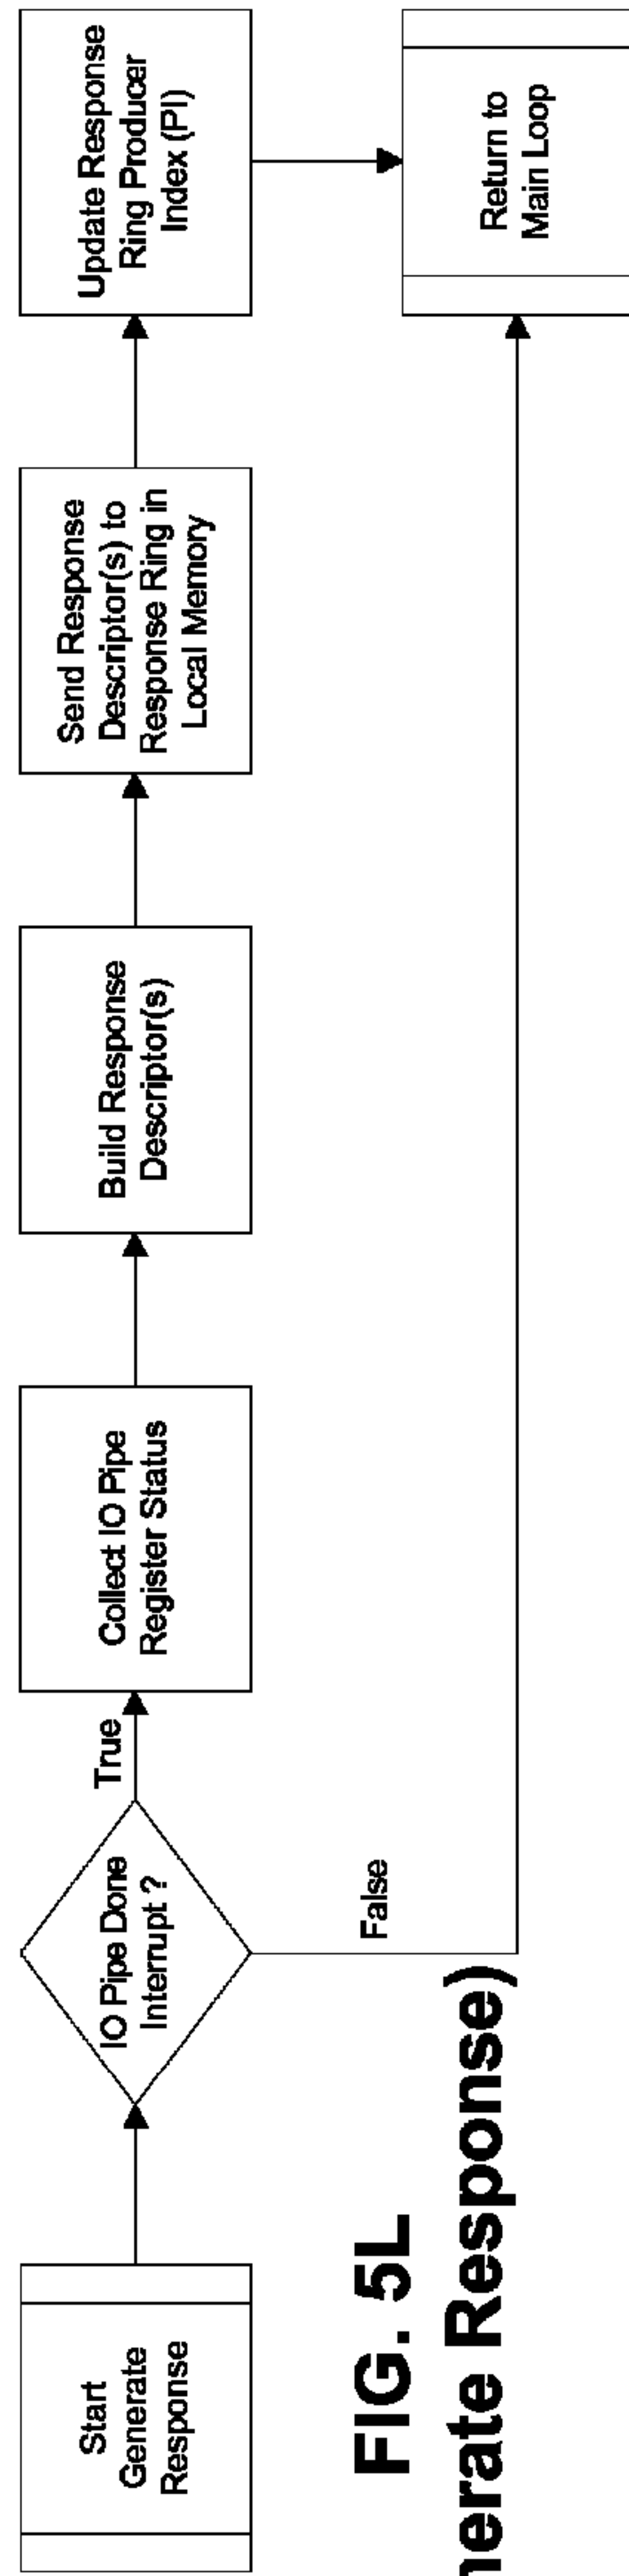 Start
Generate
Response
IO Pipe Done
Interrupt ?
True
False
Collect IO Pipe
Register Status
Build Response
Descriptor(s)
Send Response
Descriptor(s) to
Response Ring in
Local Memory
Update Response
Ring Producer
Index (PI)
Return to
Main Loop
FIG. 5L
nerate Response)